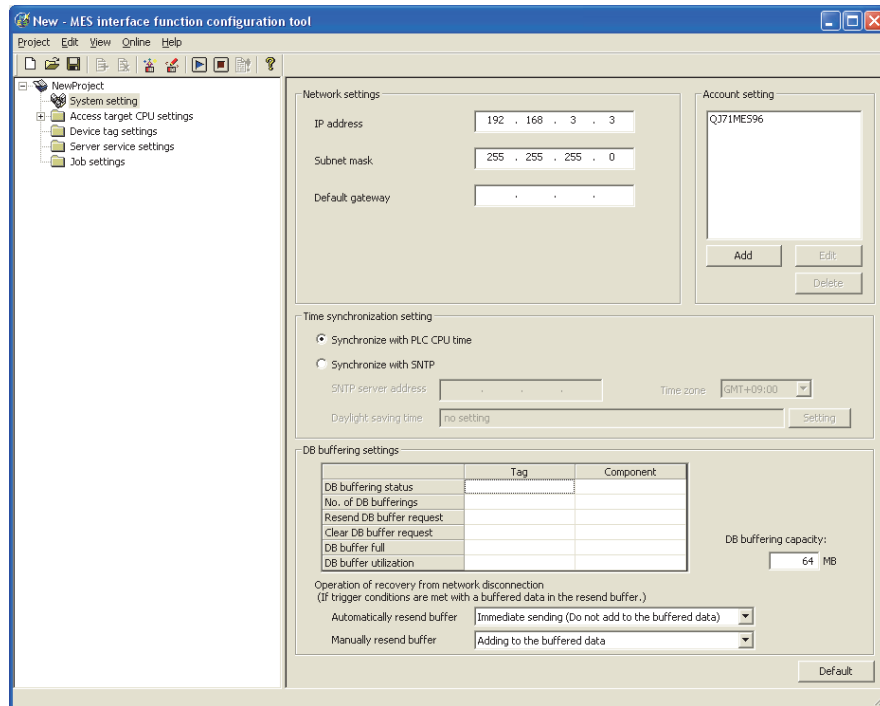 New - MES interface function configuration tool
Project Edit View Online Help
NewProject
System setting
Access target CPU settings
Device tag settings
Server service settings
Job settings
Network settings
IP address 192 . 168 . 3 . 3
Subnet mask 255 . 255 . 255 . 0
Default gateway . . .
Account setting
QJ71MES96
Add Edit
Delete
Time synchronization setting
Synchronize with PLC CPU time
Synchronize with SNTP
SNTP server address . . . Time zone GMT+09:00
Daylight saving time no setting Setting
DB buffering settings
Tag Component
DB buffering status
No. of DB bufferings
Resend DB buffer request
Clear DB buffer request
DB buffer full
DB buffer utilization
DB buffering capacity:
64 MB
Operation of recovery from network disconnection
(If trigger conditions are met with a buffered data in the resend buffer.)
Automatically resend buffer Immediate sending (Do not add to the buffered data)
Manually resend buffer Adding to the buffered data
Default